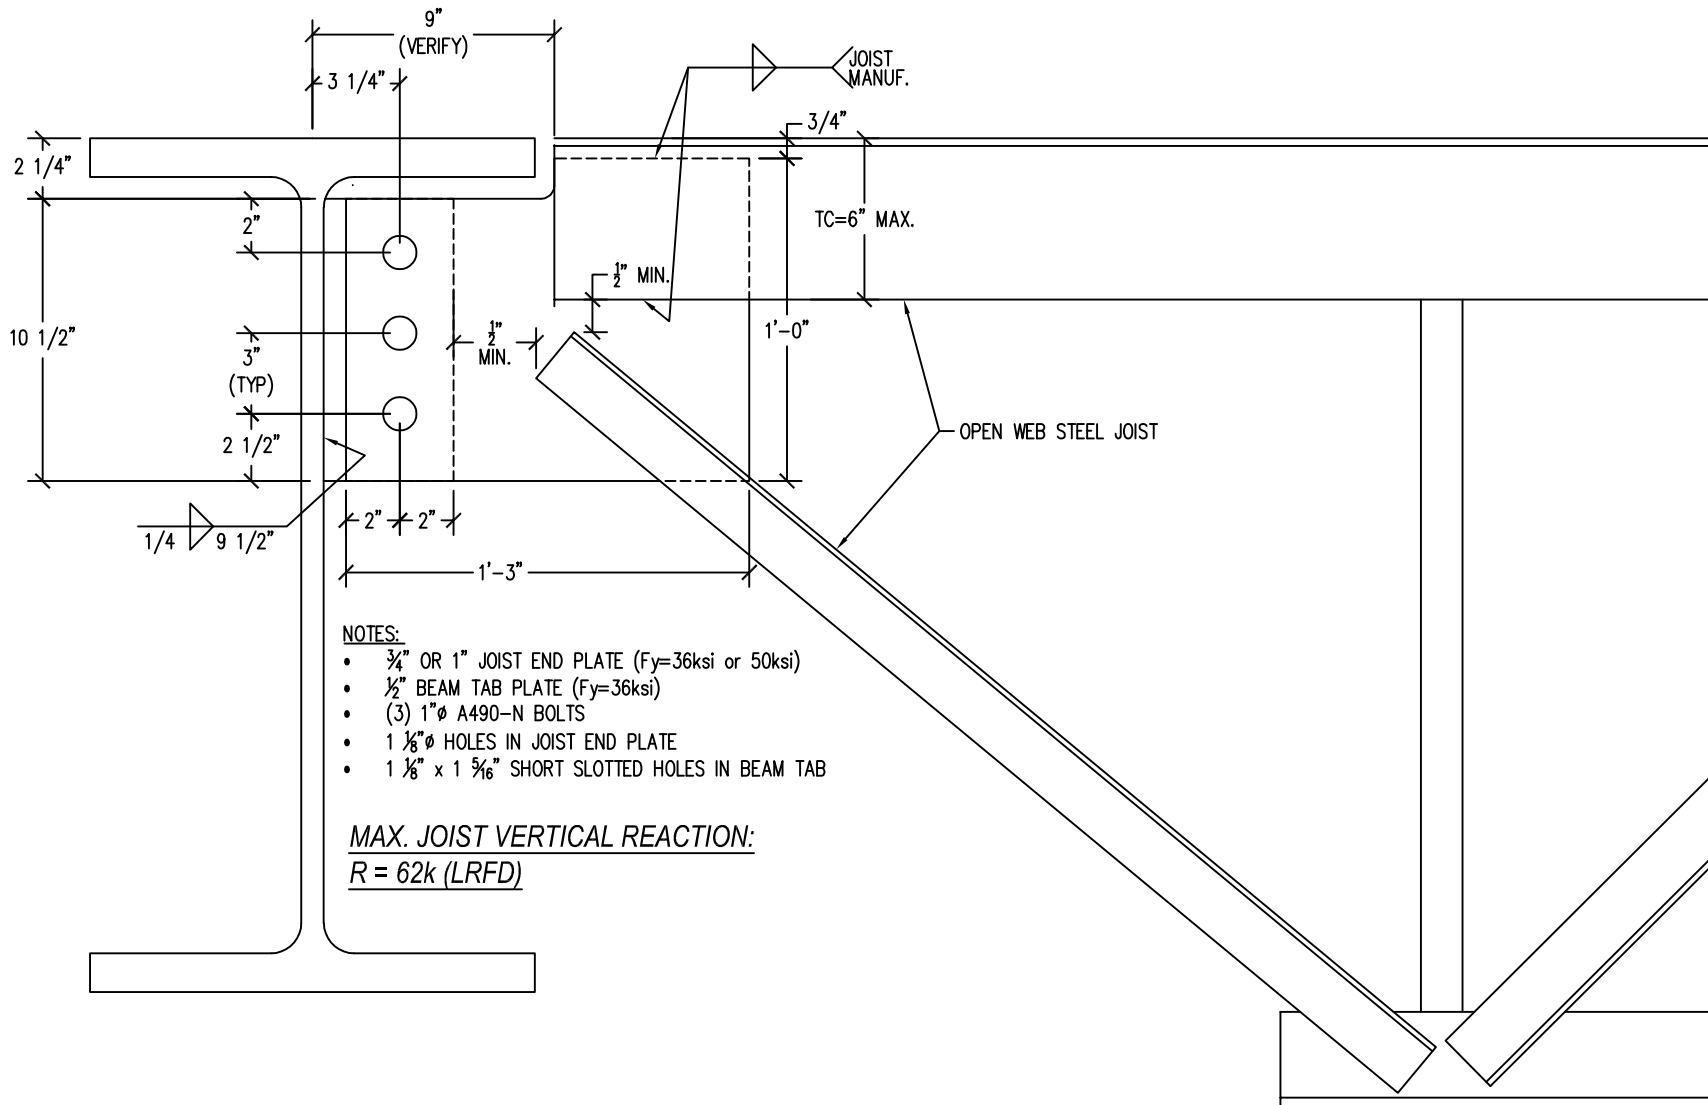 9"
(VERIFY)
3 1/4"
JOIST
MANUF.
3/4"
2 1/4"
2"
TC=6" MAX.
½" MIN.
10 1/2"
½"
MIN.
1'-0"
3"
(TYP)
2 1/2"
OPEN WEB STEEL JOIST
2" 2"
1/4 9 1/2"
1'-3"
NOTES:
• ¾" OR 1" JOIST END PLATE (Fy=36ksi or 50ksi)
• ½" BEAM TAB PLATE (Fy=36ksi)
• (3) 1"ø A490-N BOLTS
• 1 ⅛"ø HOLES IN JOIST END PLATE
• 1 ⅛" x 1 5/16" SHORT SLOTTED HOLES IN BEAM TAB
MAX. JOIST VERTICAL REACTION:
R = 62k (LRFD)